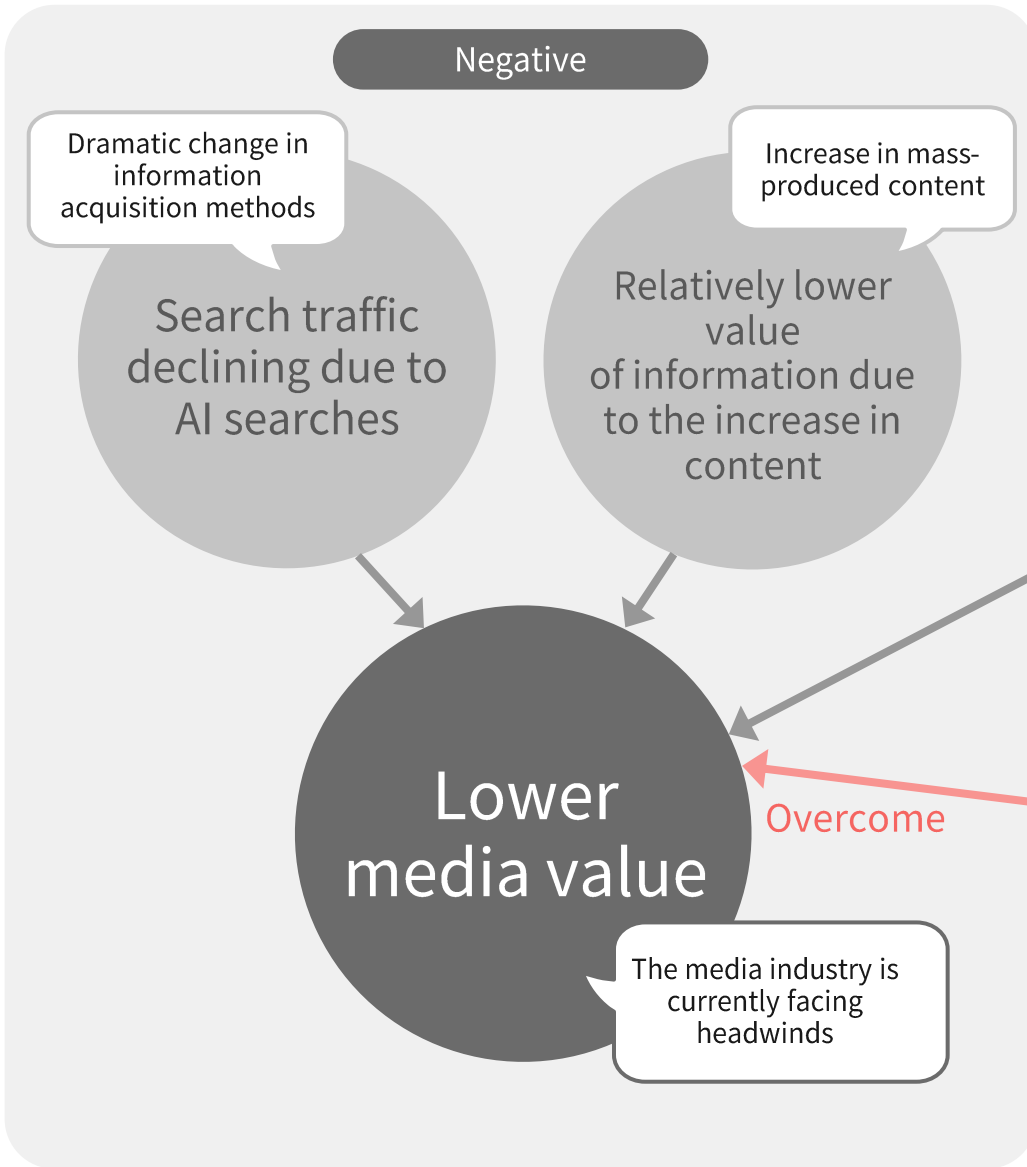 Negative
Dramatic change in
information
acquisition methods
Increase in mass-
produced content
Search traffic
declining due to
AI searches
Relatively lower
value
of information due
to the increase in
content
Lower
media value
Overcome
The media industry is
currently facing
headwinds